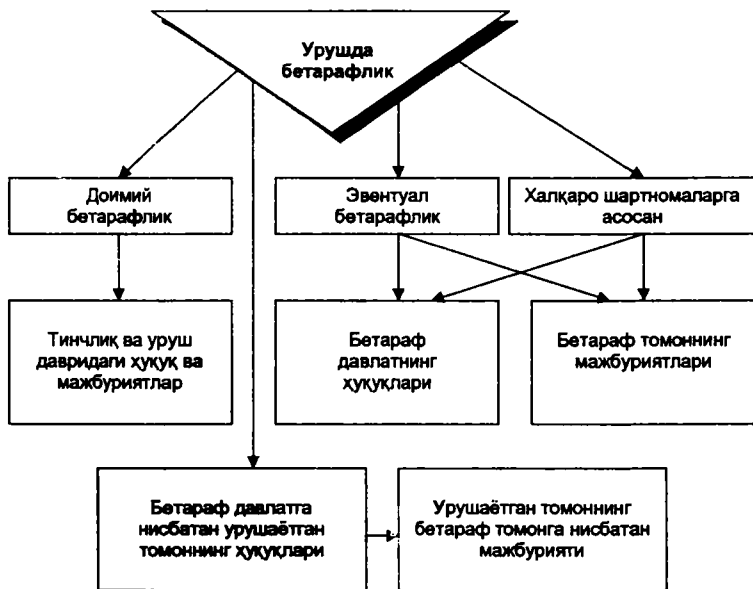 Урушда
бетарафлик
Доимий
бетарафлик
Эвентуал
бетарафлик
Халқаро шартномаларга
асосан
Тинчлиқ ва уруш
давридаги ҳуқуқ ва
мажбуриятлар
Бетараф
давлатнинг
ҳуқуқлари
Бетараф томоннинг
мажбуриятлари
Бетараф давлатга
нисбатан урушаётган
томоннинг ҳуқуқлари
Урушаётган томоннинг
бетараф томонга нисбатан
мажбурияти